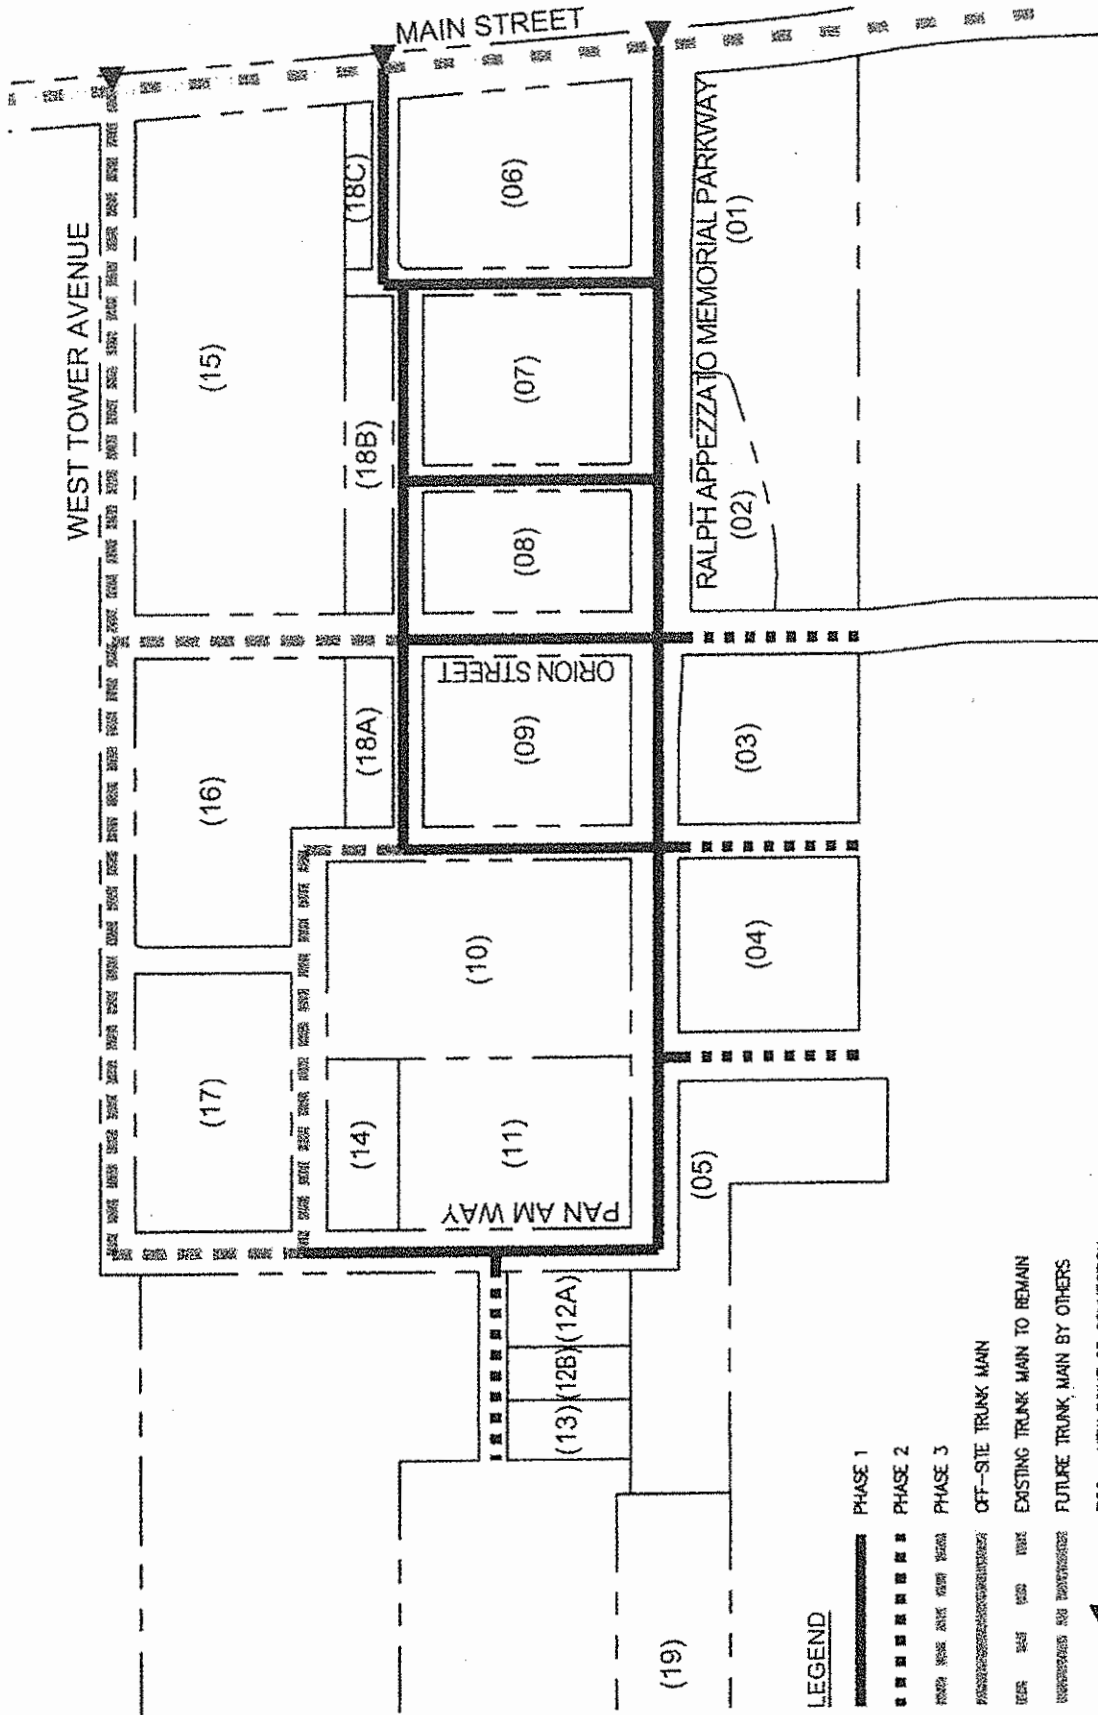 MAIN STREET
WEST TOWER AVENUE
(15)
(18C)
(06)
RALPH APPEZZATO MEMORIAL PARKWAY
(01)
(18B)
(07)
(08)
(02)
(16)
(18A)
ORION STREET
(09)
(03)
(10)
(04)
(17)
(14)
(11)
PAN AM WAY
(05)
(12A)
(12B)
(13)
(19)
LEGEND
PHASE 1
PHASE 2
PHASE 3
OFF-SITE TRUNK MAIN
EXISTING TRUNK MAIN TO REMAIN
FUTURE TRUNK MAIN BY OTHERS